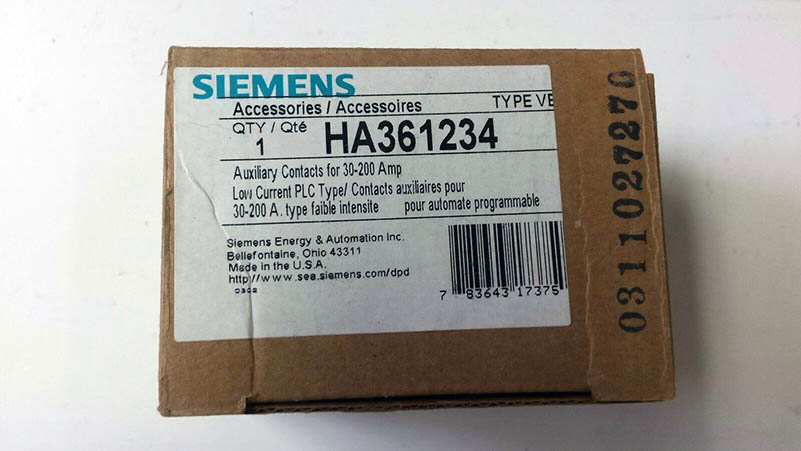 SIEMENS
Accessories / Accessoires TYPE VE
QTY / Qté
1 HA361234
Auxiliary Contacts for 30-200 Amp
Low Current PLC Type/ Contacts auxiliaires pour
30-200 A. type faible intensite pour automate programmable
Siemens Energy & Automation Inc.
Bellefontaine, Ohio 43311
Made in the U.S.A.
http://www.sea.siemens.com/dpd
0302
7 83643 17375
0311027270